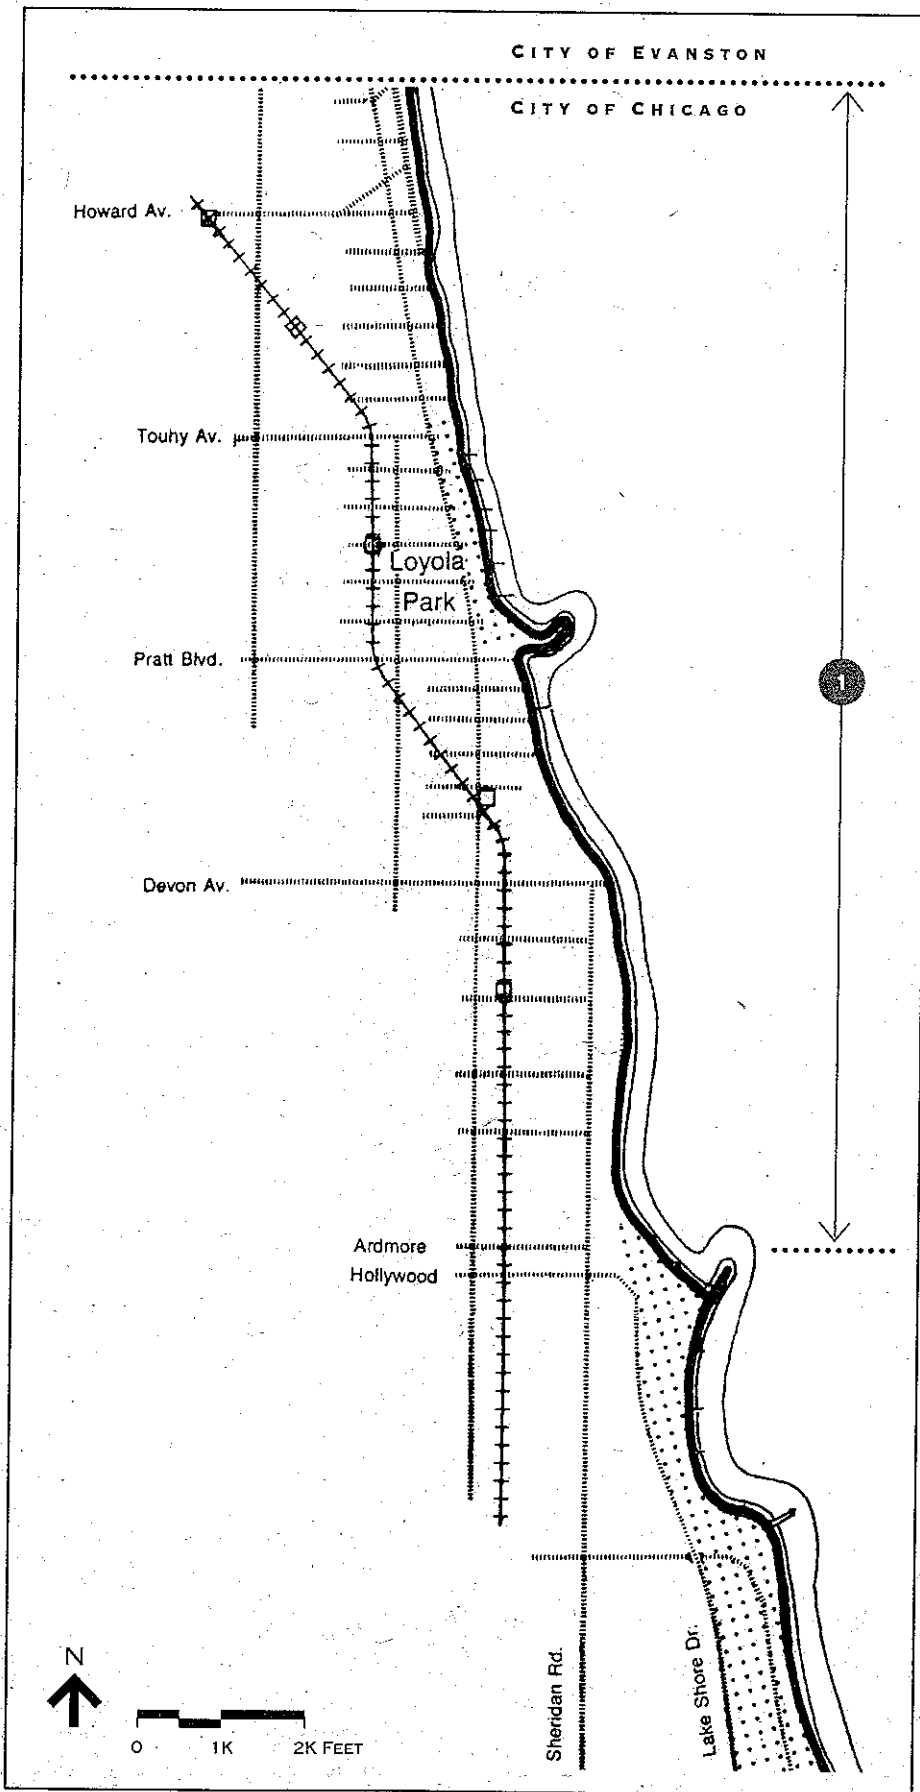 CITY OF EVANSTON
CITY OF CHICAGO
Howard Av.
Touhy Av.
Loyola
Park
Pratt Blvd.
1
Devon Av.
Ardmore
Hollywood
Sheridan Rd.
Lake Shore Dr.
N
0 1K 2K FEET